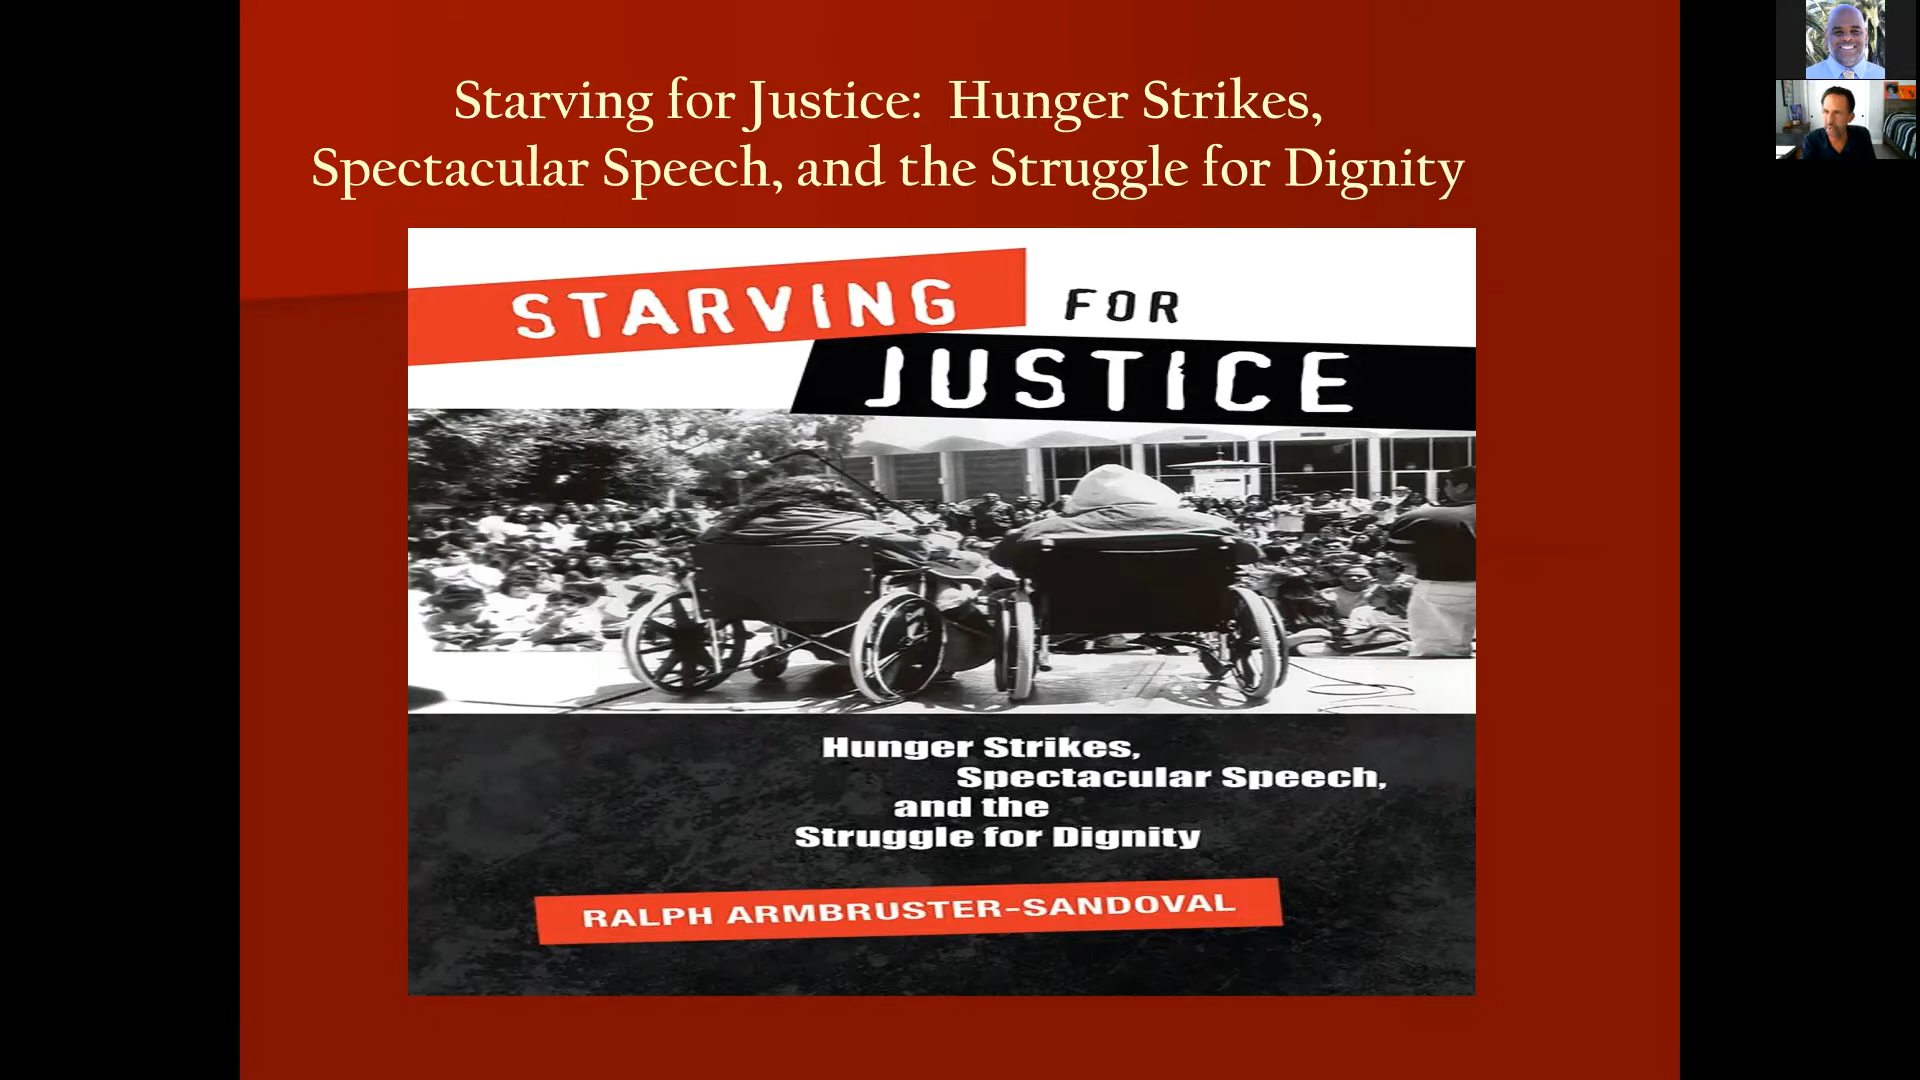 Starving for Justice:  Hunger Strikes,
Spectacular Speech, and the Struggle for Dignity
STARVING FOR
JUSTICE
Hunger Strikes,
Spectacular Speech,
and the
Struggle for Dignity
RALPH ARMBRUSTER-SANDOVAL